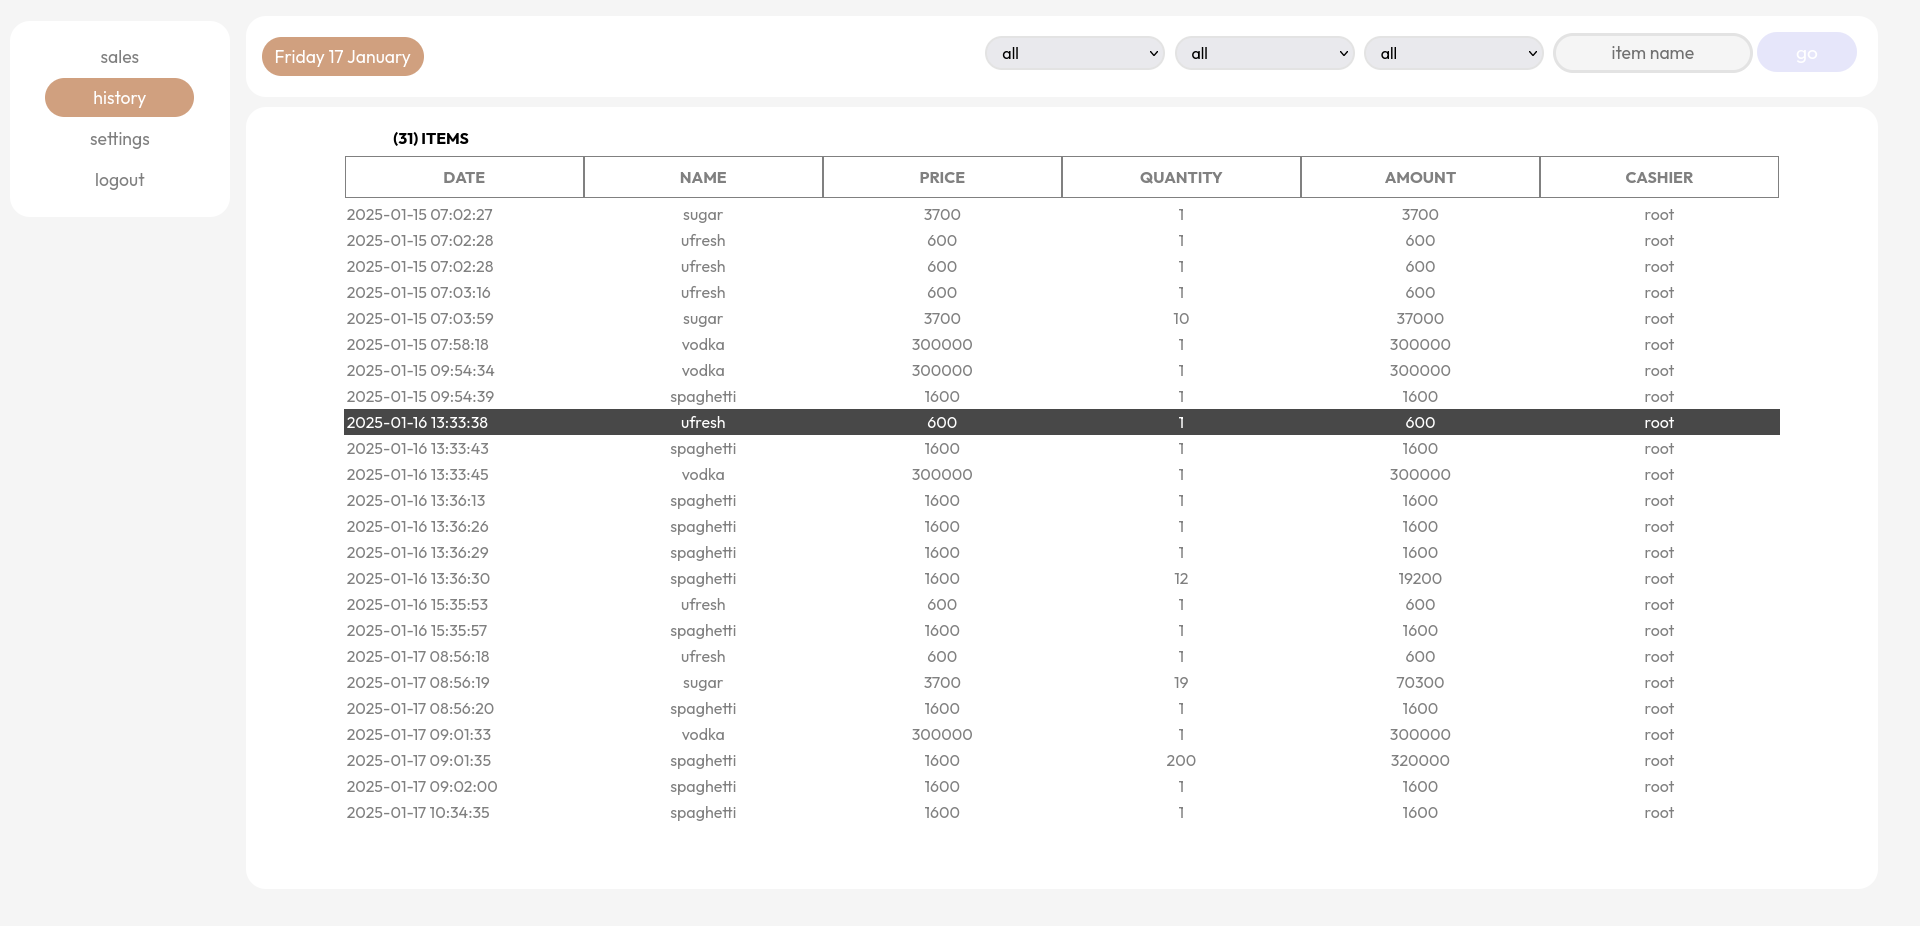 sales
history
settings
logout
Friday 17 January
all all all item name go
(31) ITEMS
DATE NAME PRICE QUANTITY AMOUNT CASHIER
2025-01-15 07:02:27 sugar 3700 1 3700 root
2025-01-15 07:02:28 ufresh 600 1 600 root
2025-01-15 07:02:28 ufresh 600 1 600 root
2025-01-15 07:03:16 ufresh 600 1 600 root
2025-01-15 07:03:59 sugar 3700 10 37000 root
2025-01-15 07:58:18 vodka 300000 1 300000 root
2025-01-15 09:54:34 vodka 300000 1 300000 root
2025-01-15 09:54:39 spaghetti 1600 1 1600 root
2025-01-16 13:33:38 ufresh 600 1 600 root
2025-01-16 13:33:43 spaghetti 1600 1 1600 root
2025-01-16 13:33:45 vodka 300000 1 300000 root
2025-01-16 13:36:13 spaghetti 1600 1 1600 root
2025-01-16 13:36:26 spaghetti 1600 1 1600 root
2025-01-16 13:36:29 spaghetti 1600 1 1600 root
2025-01-16 13:36:30 spaghetti 1600 12 19200 root
2025-01-16 15:35:53 ufresh 600 1 600 root
2025-01-16 15:35:57 spaghetti 1600 1 1600 root
2025-01-17 08:56:18 ufresh 600 1 600 root
2025-01-17 08:56:19 sugar 3700 19 70300 root
2025-01-17 08:56:20 spaghetti 1600 1 1600 root
2025-01-17 09:01:33 vodka 300000 1 300000 root
2025-01-17 09:01:35 spaghetti 1600 200 320000 root
2025-01-17 09:02:00 spaghetti 1600 1 1600 root
2025-01-17 10:34:35 spaghetti 1600 1 1600 root